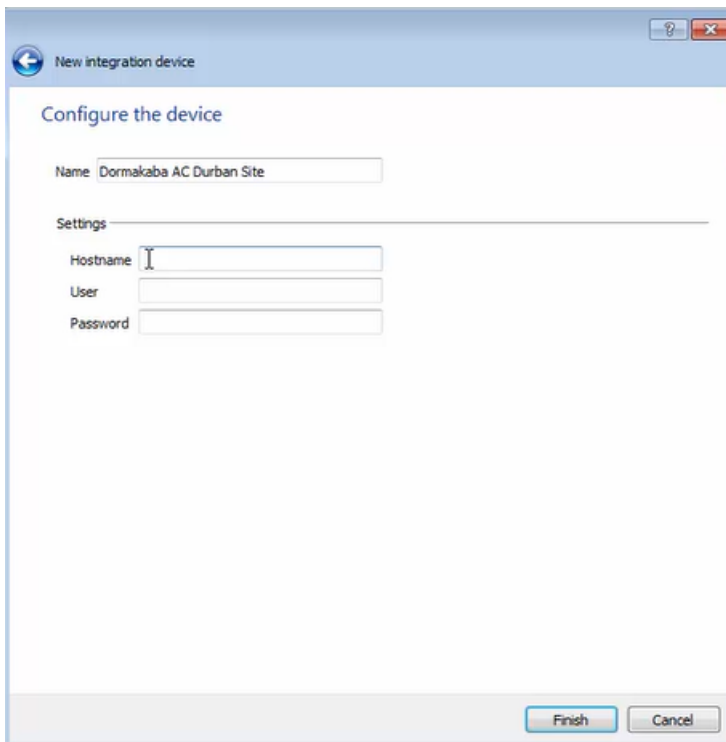 New integration device
Configure the device
Name Dormakaba AC Durban Site
Settings
Hostname
User
Password
Finish Cancel